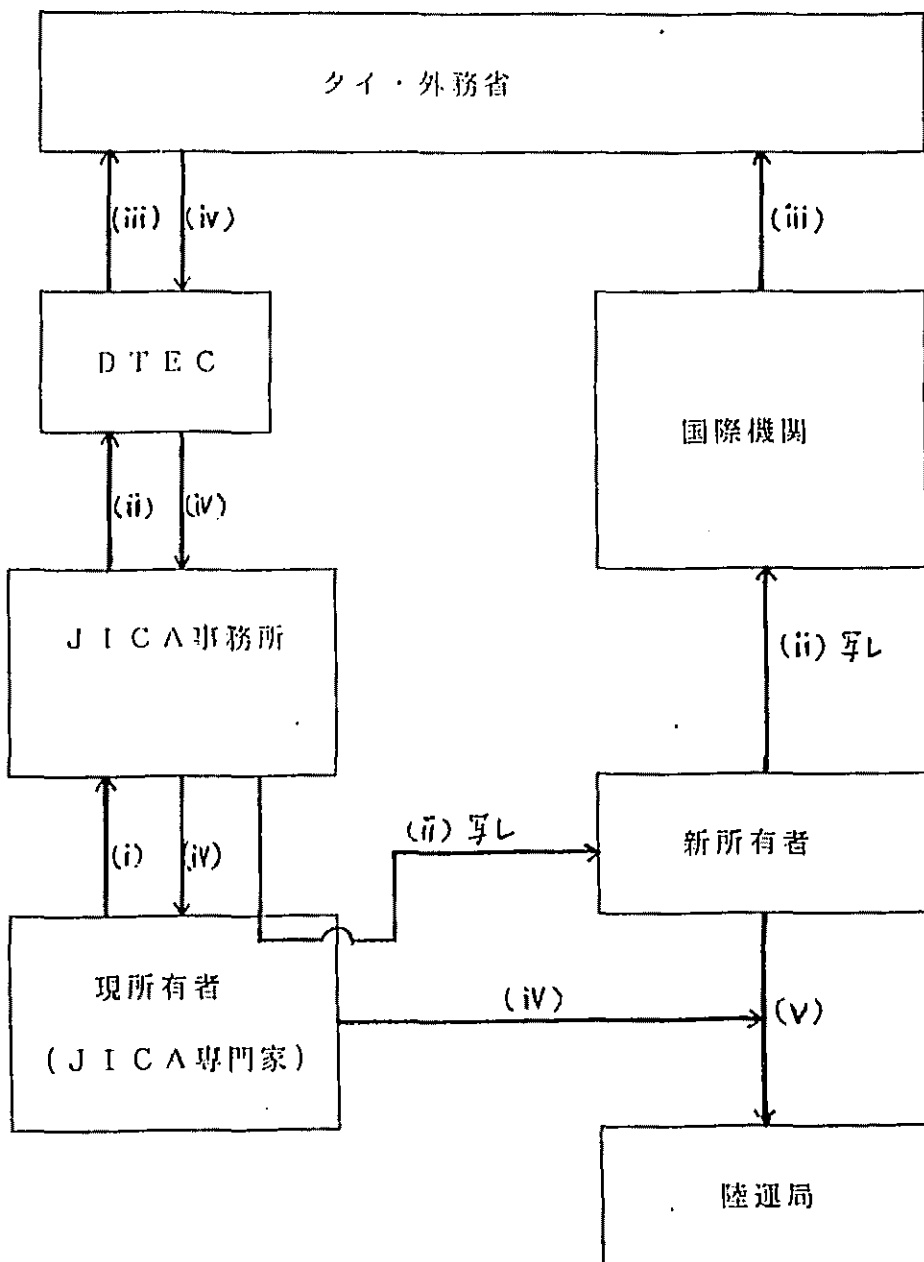 タイ・外務省
(iii)
(iv)
(iii)
DTEC
国際機関
(ii)
(iv)
JICA事務所
(ii) 写し
(i)
(iv)
(ii) 写し
新所有者
現所有者
(JICA専門家)
(iv)
(v)
陸運局